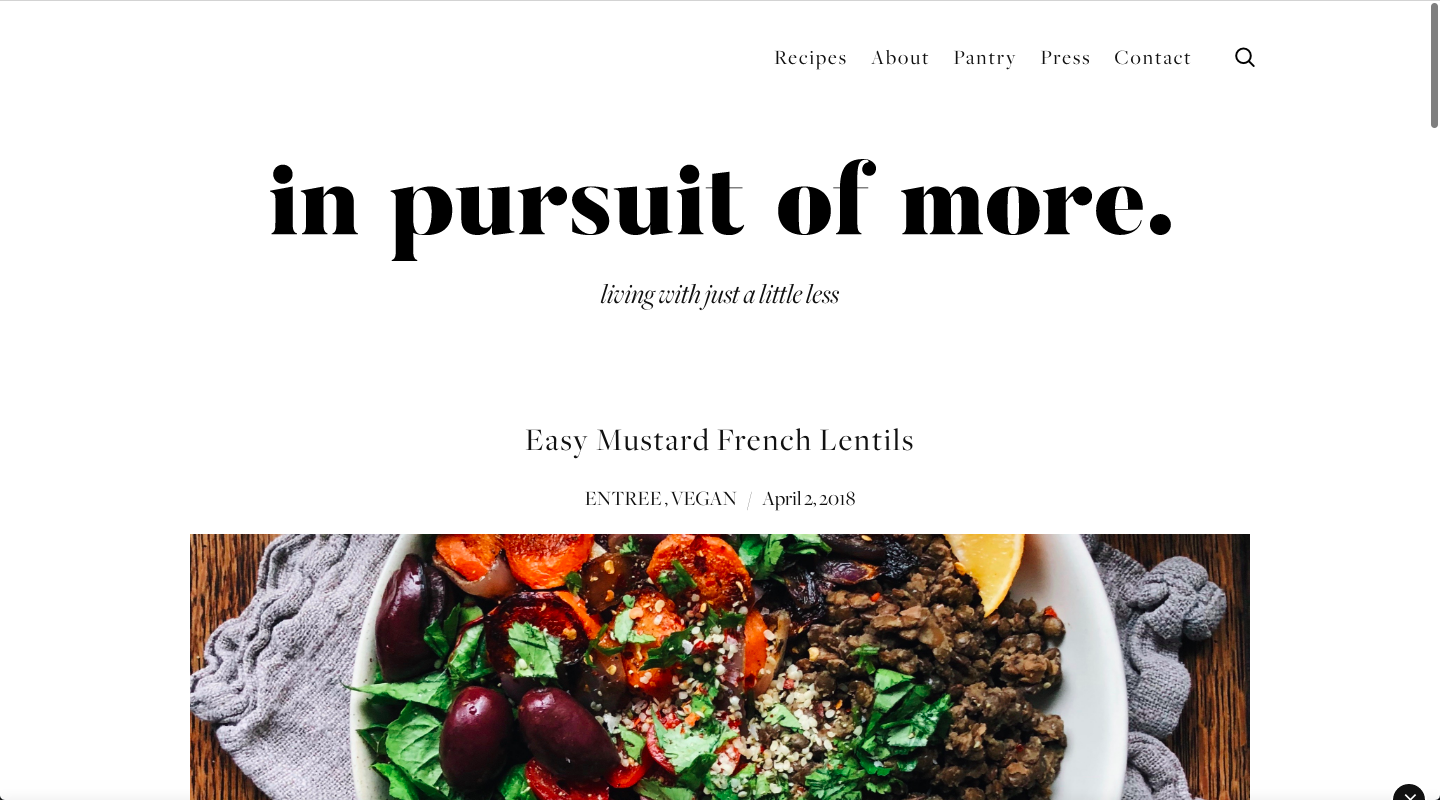 Recipes About Pantry Press Contact
in pursuit of more.
living with just a little less
Easy Mustard French Lentils
ENTREE, VEGAN / April 2, 2018